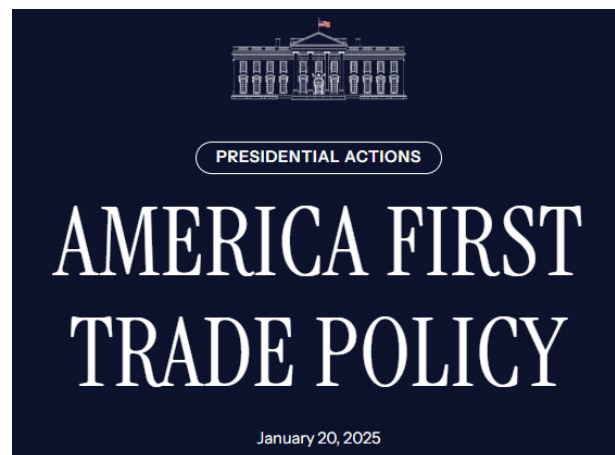 PRESIDENTIAL ACTIONS
AMERICA FIRST
TRADE POLICY
January 20, 2025